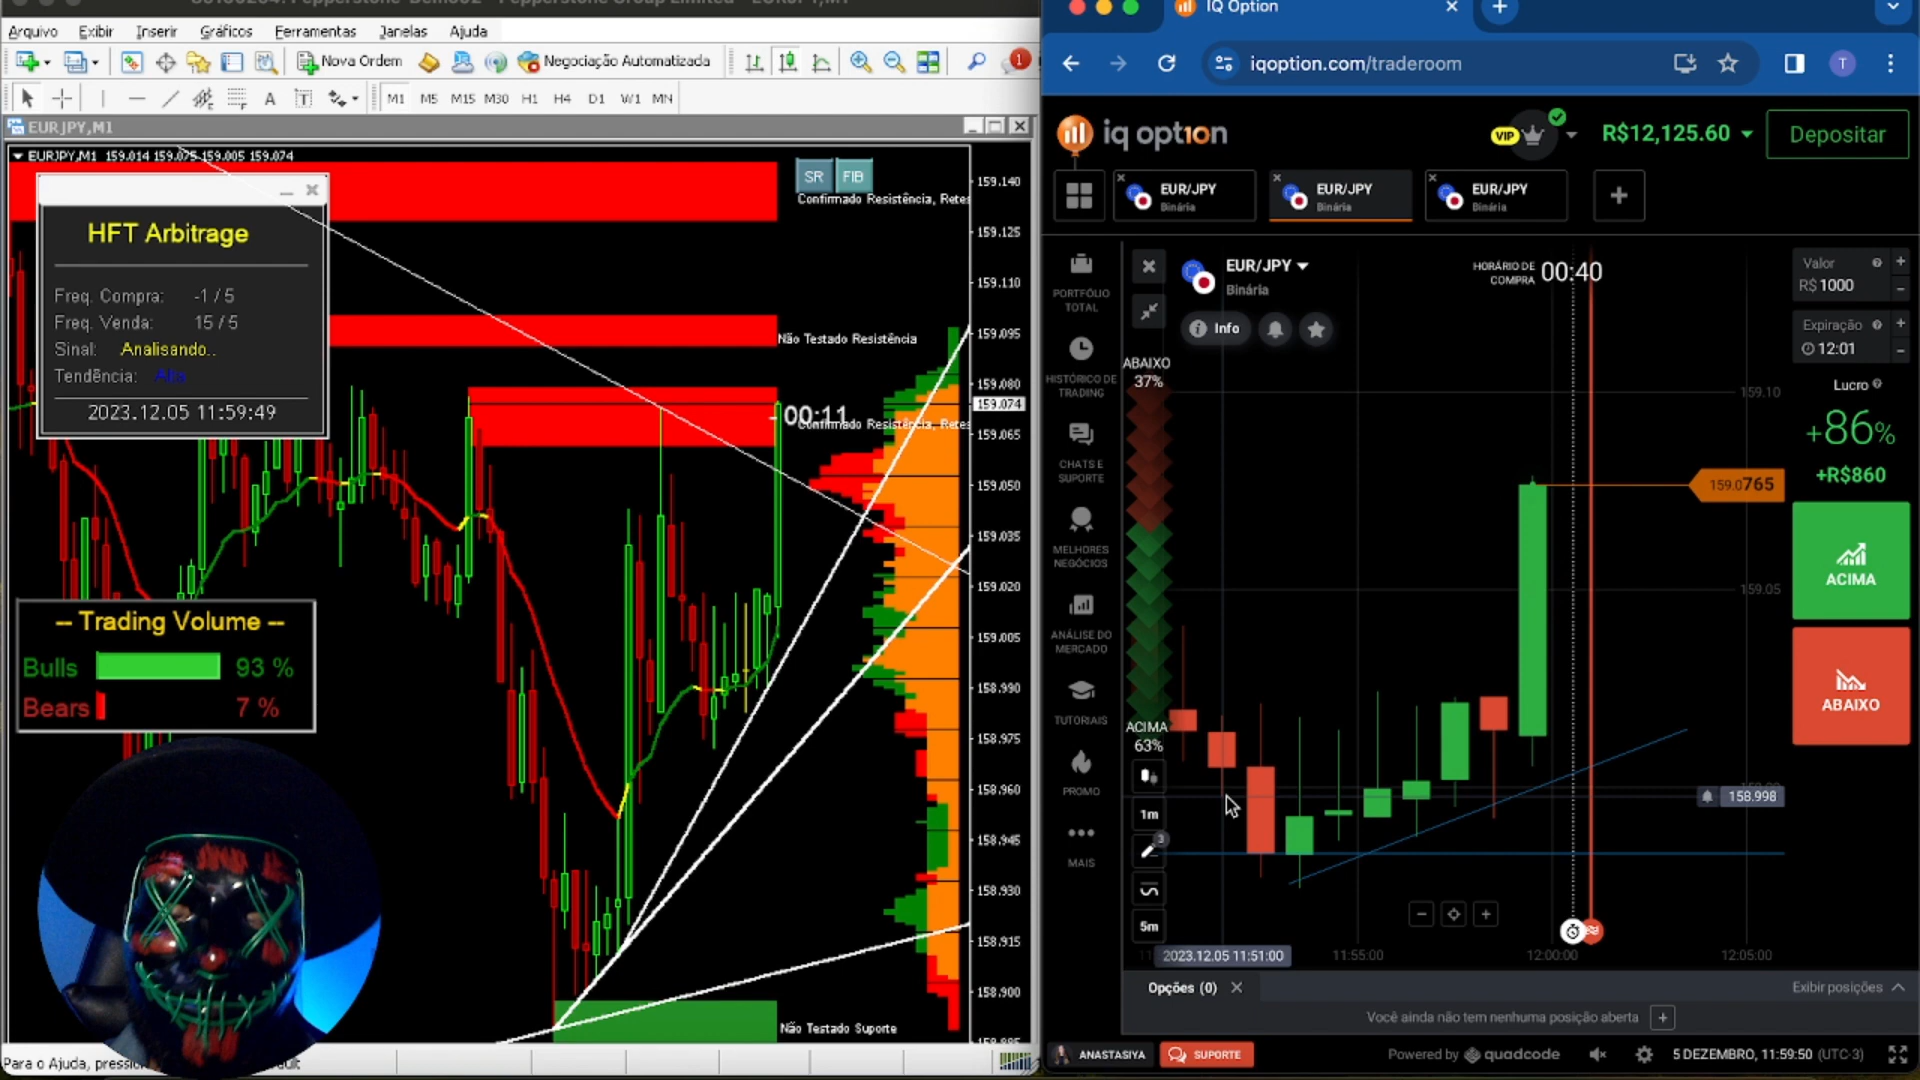 Arquivo Exibir Inserir Gráficos Ferramentas Janelas Ajuda
Nova Ordem Negociação Automatizada 1
A T M1 M5 M15 M30 H1 H4 D1 W1 MN
EURJPY,M1
EURJPY,M1 159.014 159.075 159.005 159.074
SR FIB
Confirmado Resistência, Retes
HFT Arbitrage
Freq. Compra: -1 / 5
Freq. Venda: 15 / 5
Sinal: Analisando..
Tendência: Alta
2023.12.05 11:59:49
Não Testado Resistência
00:11
Confirmado Resistência, Retes
-- Trading Volume --
Bulls 93 %
Bears 7 %
Não Testado Suporte
159.140
159.125
159.110
159.095
159.080
159.074
159.065
159.050
159.035
159.020
159.005
158.990
158.975
158.960
158.945
158.930
158.915
158.900
158.885
Para o Ajuda, pressio
IQ Option
iqoption.com/traderoom
T
iq option
VIP
R$12,125.60
Depositar
EUR/JPY
Binária
EUR/JPY
Binária
EUR/JPY
Binária
PORTFÓLIO TOTAL
HISTÓRICO DE TRADING
CHATS E SUPORTE
MELHORES NEGÓCIOS
ANÁLISE DO MERCADO
TUTORIAIS
PROMO
MAIS
EUR/JPY
Binária
Info
HORÁRIO DE COMPRA 00:40
ABAIXO
37%
ACIMA
63%
1m
3
5m
159.10
159.0765
159.05
158.998
2023.12.05 11:51:00
11:55:00
12:00:00
12:05:00
Valor
R$ 1000
Expiração
12:01
Lucro
+86%
+R$860
ACIMA
ABAIXO
Opções (0)
Exibir posições
Você ainda não tem nenhuma posição aberta
ANASTASIYA
SUPORTE
Powered by quadcode
5 DEZEMBRO, 11:59:50 (UTC-3)